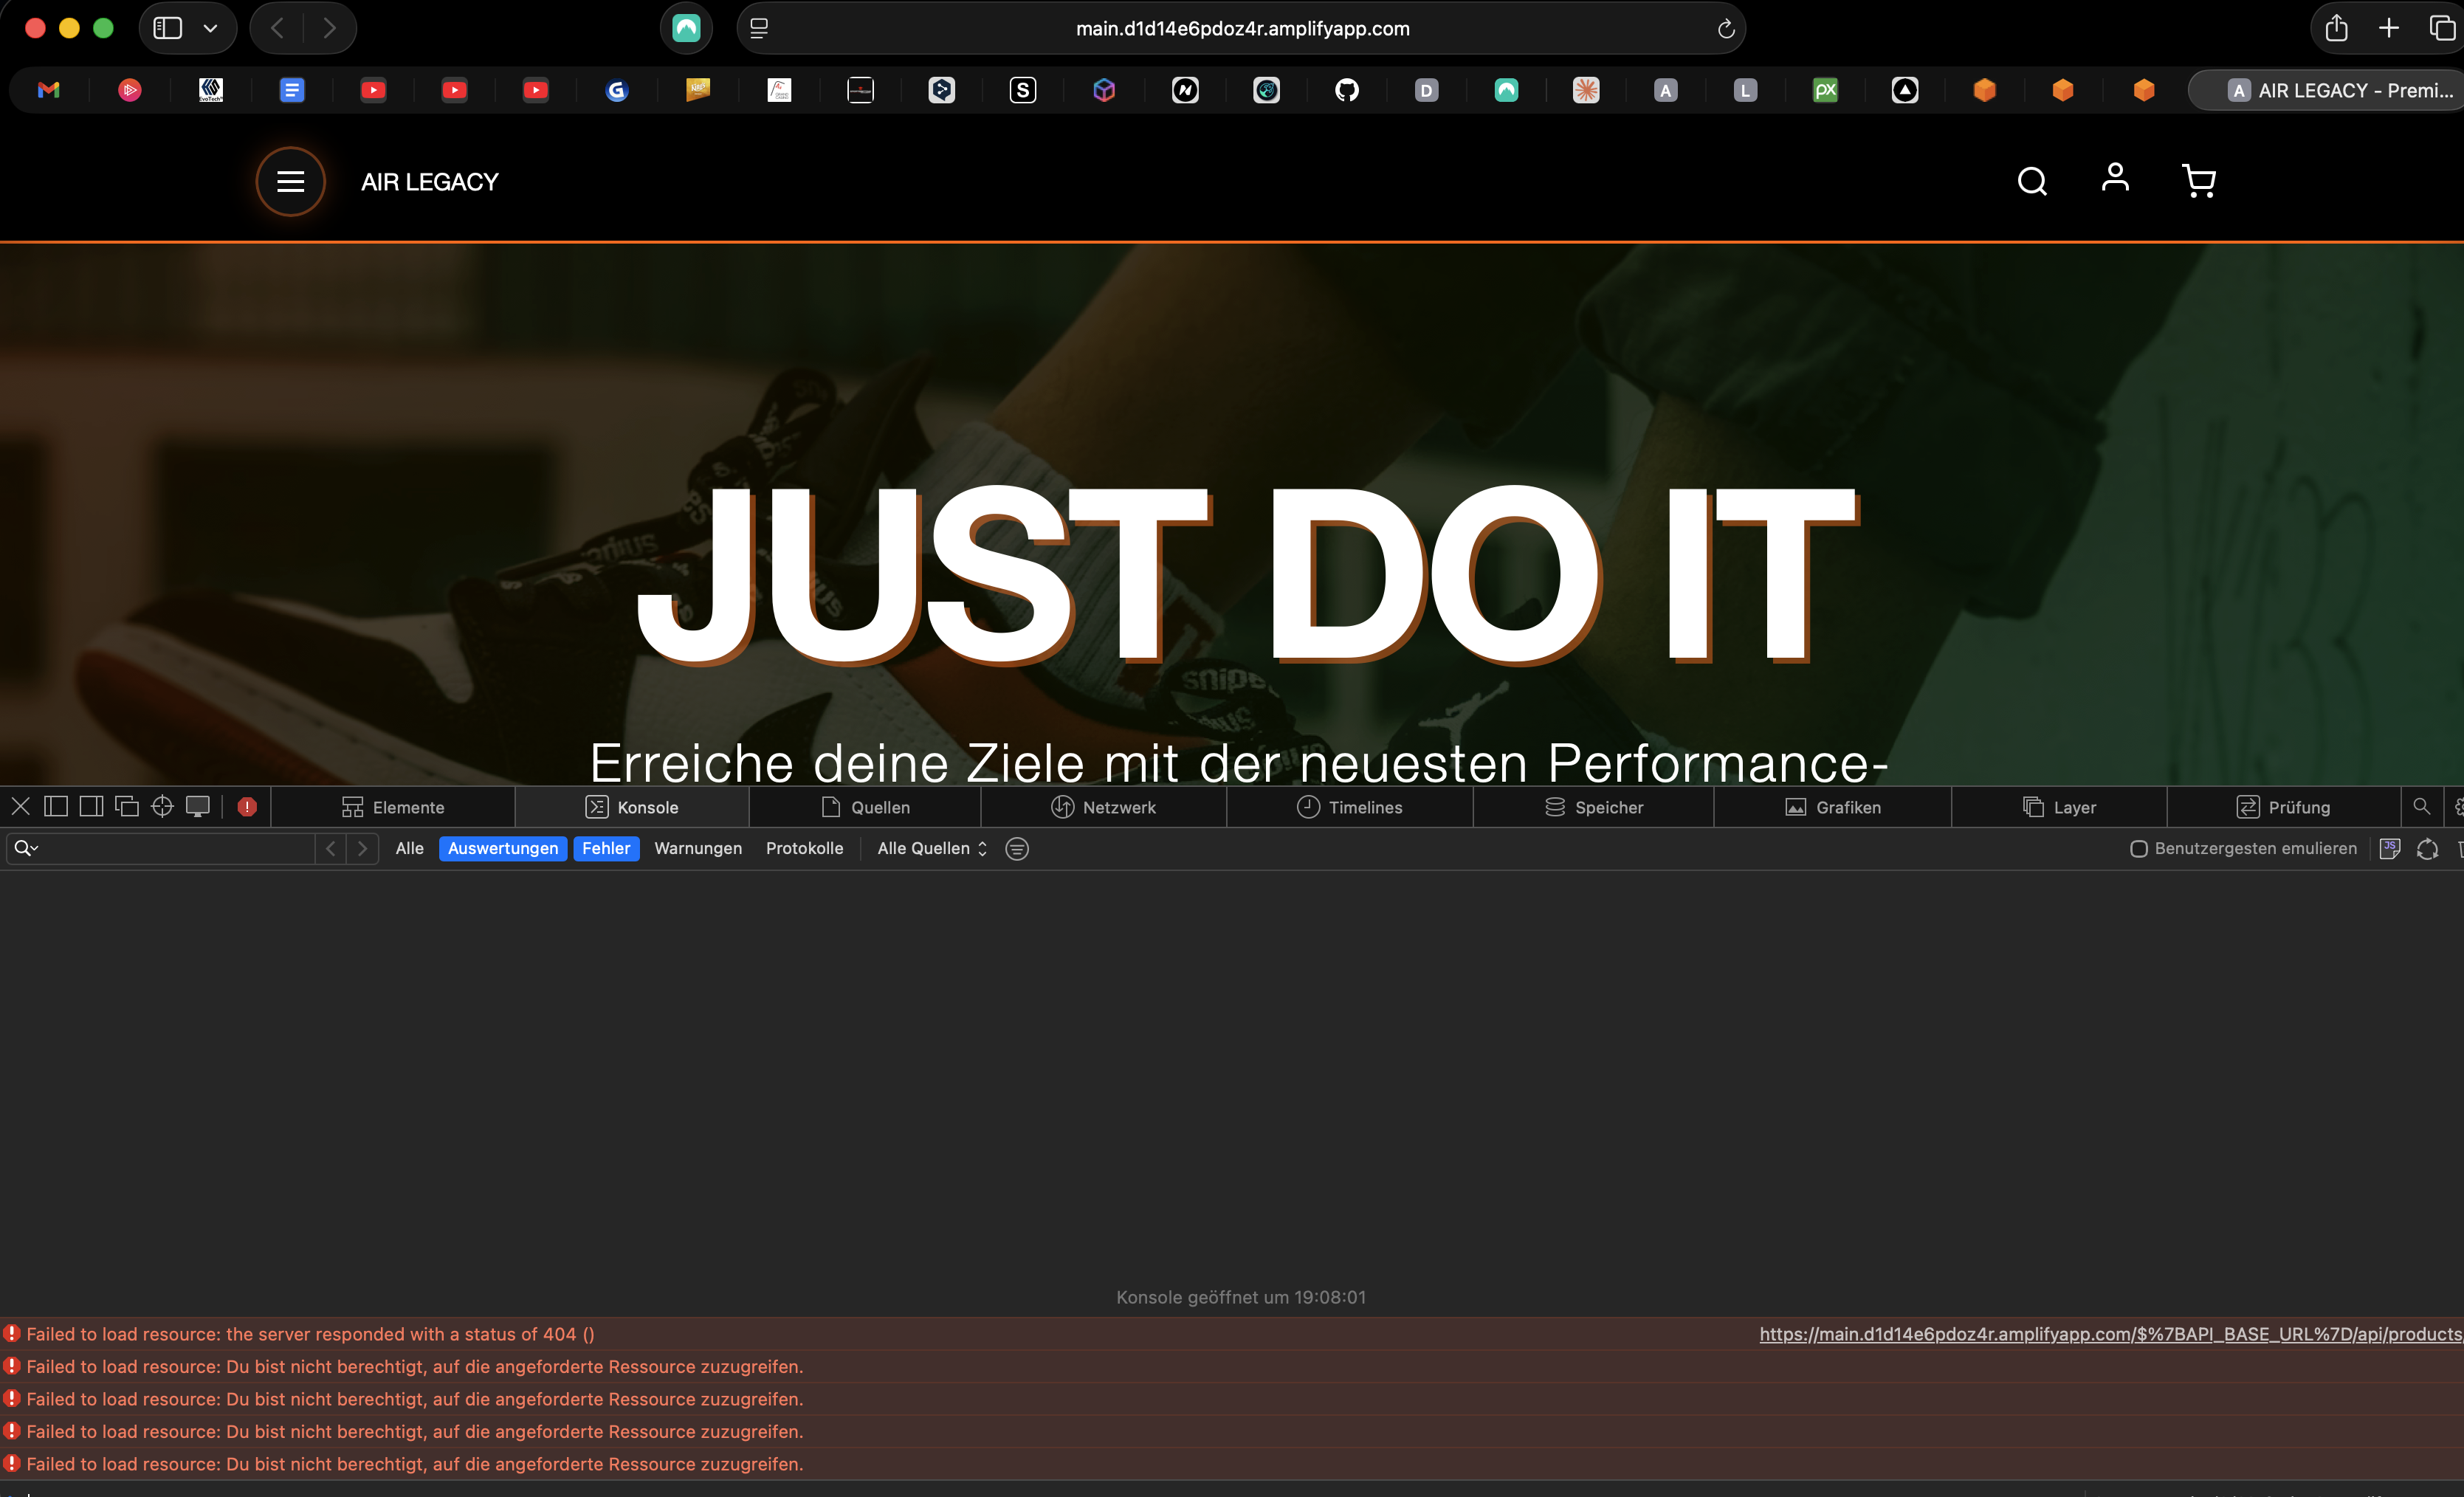 main.d1d14e6pdoz4r.amplifyapp.com
EvoTech
G
S
D
A
L
px
A AIR LEGACY - Premi...
AIR LEGACY
JUST DO IT
snipes
Erreiche deine Ziele mit der neuesten Performance-
Elemente
Konsole
Quellen
Netzwerk
Timelines
Speicher
Grafiken
Layer
Prüfung
Alle
Auswertungen
Fehler
Warnungen
Protokolle
Alle Quellen
Benutzergesten emulieren
JS
Konsole geöffnet um 19:08:01
Failed to load resource: the server responded with a status of 404 ()
https://main.d1d14e6pdoz4r.amplifyapp.com/$%7BAPI_BASE_URL%7D/api/products
Failed to load resource: Du bist nicht berechtigt, auf die angeforderte Ressource zuzugreifen.
Failed to load resource: Du bist nicht berechtigt, auf die angeforderte Ressource zuzugreifen.
Failed to load resource: Du bist nicht berechtigt, auf die angeforderte Ressource zuzugreifen.
Failed to load resource: Du bist nicht berechtigt, auf die angeforderte Ressource zuzugreifen.